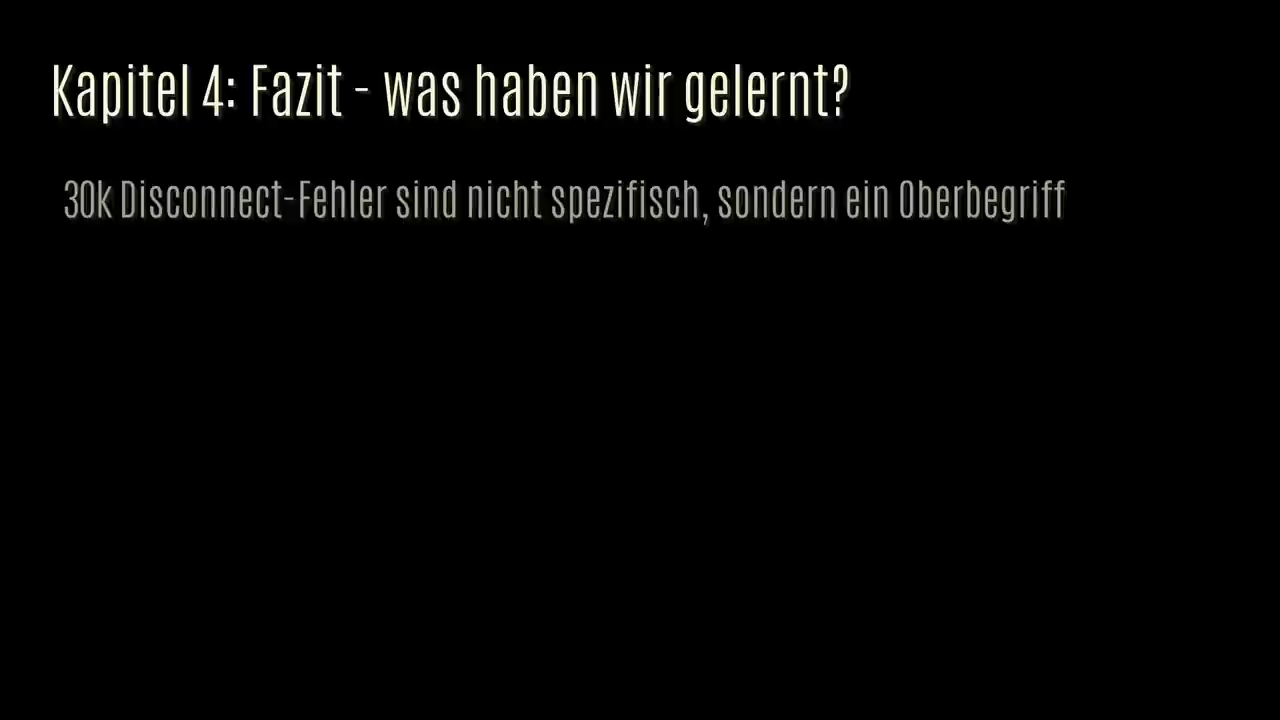 Kapitel 4: Fazit - was haben wir gelernt?
30k Disconnect-Fehler sind nicht spezifisch, sondern ein Oberbegriff